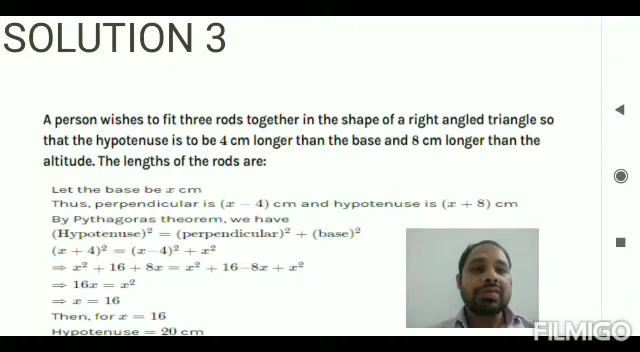 SOLUTION 3
A person wishes to fit three rods together in the shape of a right angled triangle so
that the hypotenuse is to be 4 cm longer than the base and 8 cm longer than the
altitude. The lengths of the rods are:
Let the base be x cm
Thus, perpendicular is (x − 4) cm and hypotenuse is (x + 8) cm
By Pythagoras theorem, we have
(Hypotenuse)² = (perpendicular)² + (base)²
(x + 4)² = (x−4)² + x²
⇒ x² + 16 + 8x = x² + 16−8x + x²
⇒ 16x = x²
⇒ x = 16
Then, for x = 16
Hypotenuse = 20 cm
FILMIGO